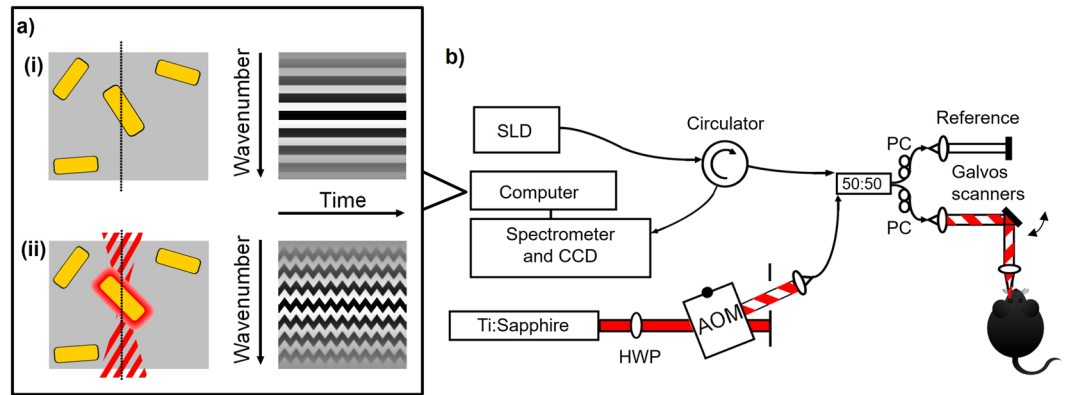 a)
(i)
Wavenumber
Time
(ii)
Wavenumber
b)
SLD
Circulator
Computer
Spectrometer
and CCD
Ti:Sapphire
HWP
AOM
50:50
PC
PC
Reference
Galvos
scanners